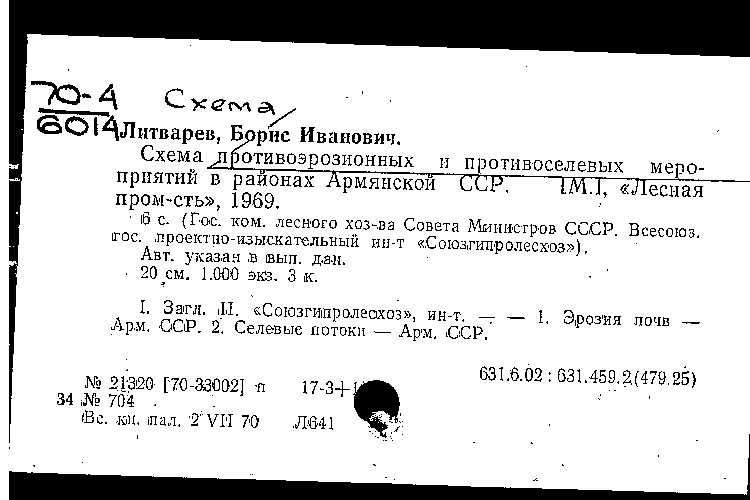 70-4 Схема
6014 Литварев, Борис Иванович.
Схема противоэрозионных и противоселевых меро-
приятий в районах Армянской ССР. [М.], «Лесная
пром-сть», 1969.
6 с. (Гос. ком. лесного хоз-ва Совета Министров СССР. Всесоюз.
гос. проектно-изыскательный ин-т «Союзгипролесхоз»).
Авт. указан в вып. дан.
20 см. 1.000 экз. 3 к.
I. Загл. II. «Союзгипролесхоз», ин-т. — — 1. Эрозия почв —
Арм. ССР. 2. Селевые потоки — Арм. ССР.
631.6.02 : 631.459.2(479.25)
№ 21320 [70-33002] п 17-3+1
34 № 704
Вс. кн. пал. 2 VII 70 Л641